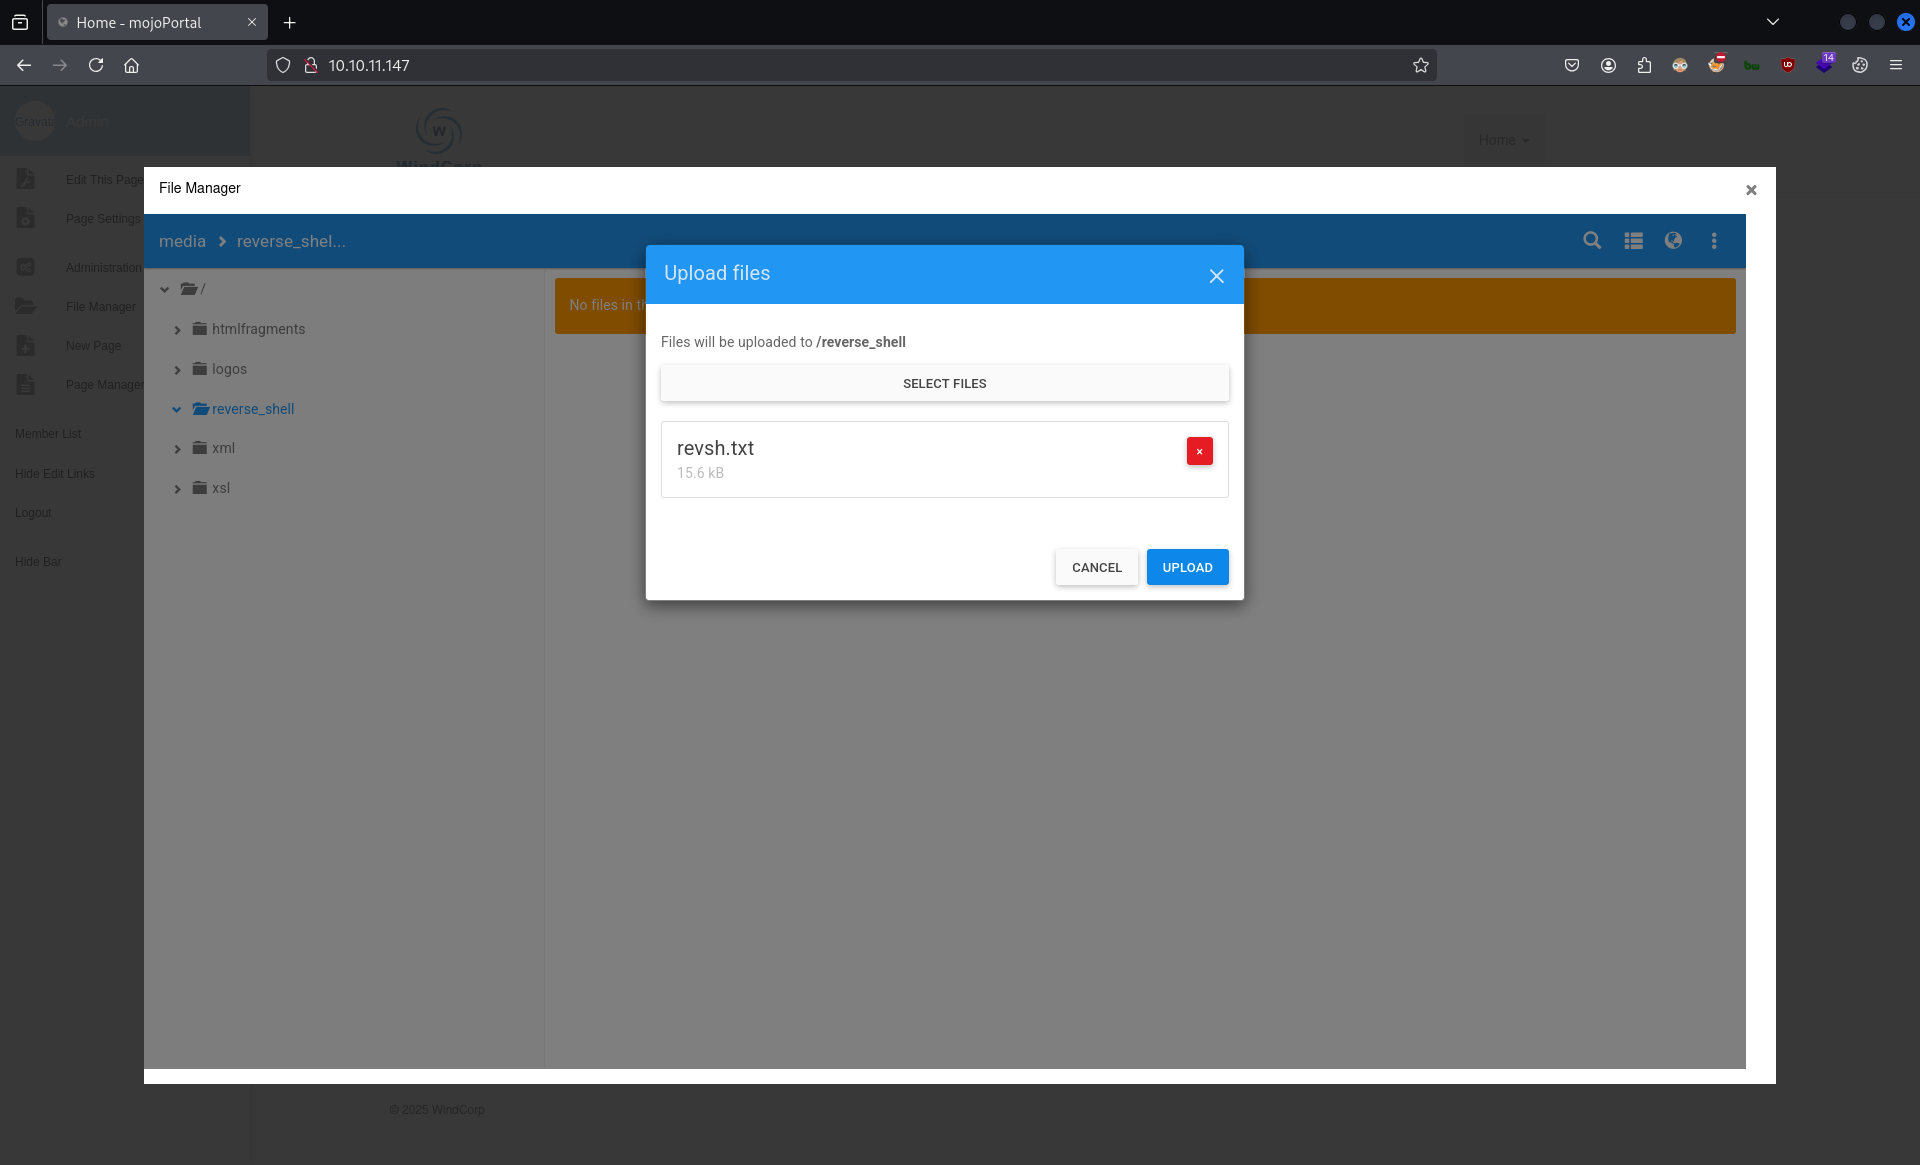 Home - mojoPortal
10.10.11.147
14
Gravata
Admin
W
WindCorp
Home
Edit This Page
Page Settings
Administration
File Manager
New Page
Page Manager
Member List
Hide Edit Links
Logout
Hide Bar
File Manager
media
reverse_shel...
/
htmlfragments
logos
reverse_shell
xml
xsl
No files in th
Upload files
Files will be uploaded to /reverse_shell
SELECT FILES
revsh.txt
15.6 kB
CANCEL
UPLOAD
© 2025 WindCorp